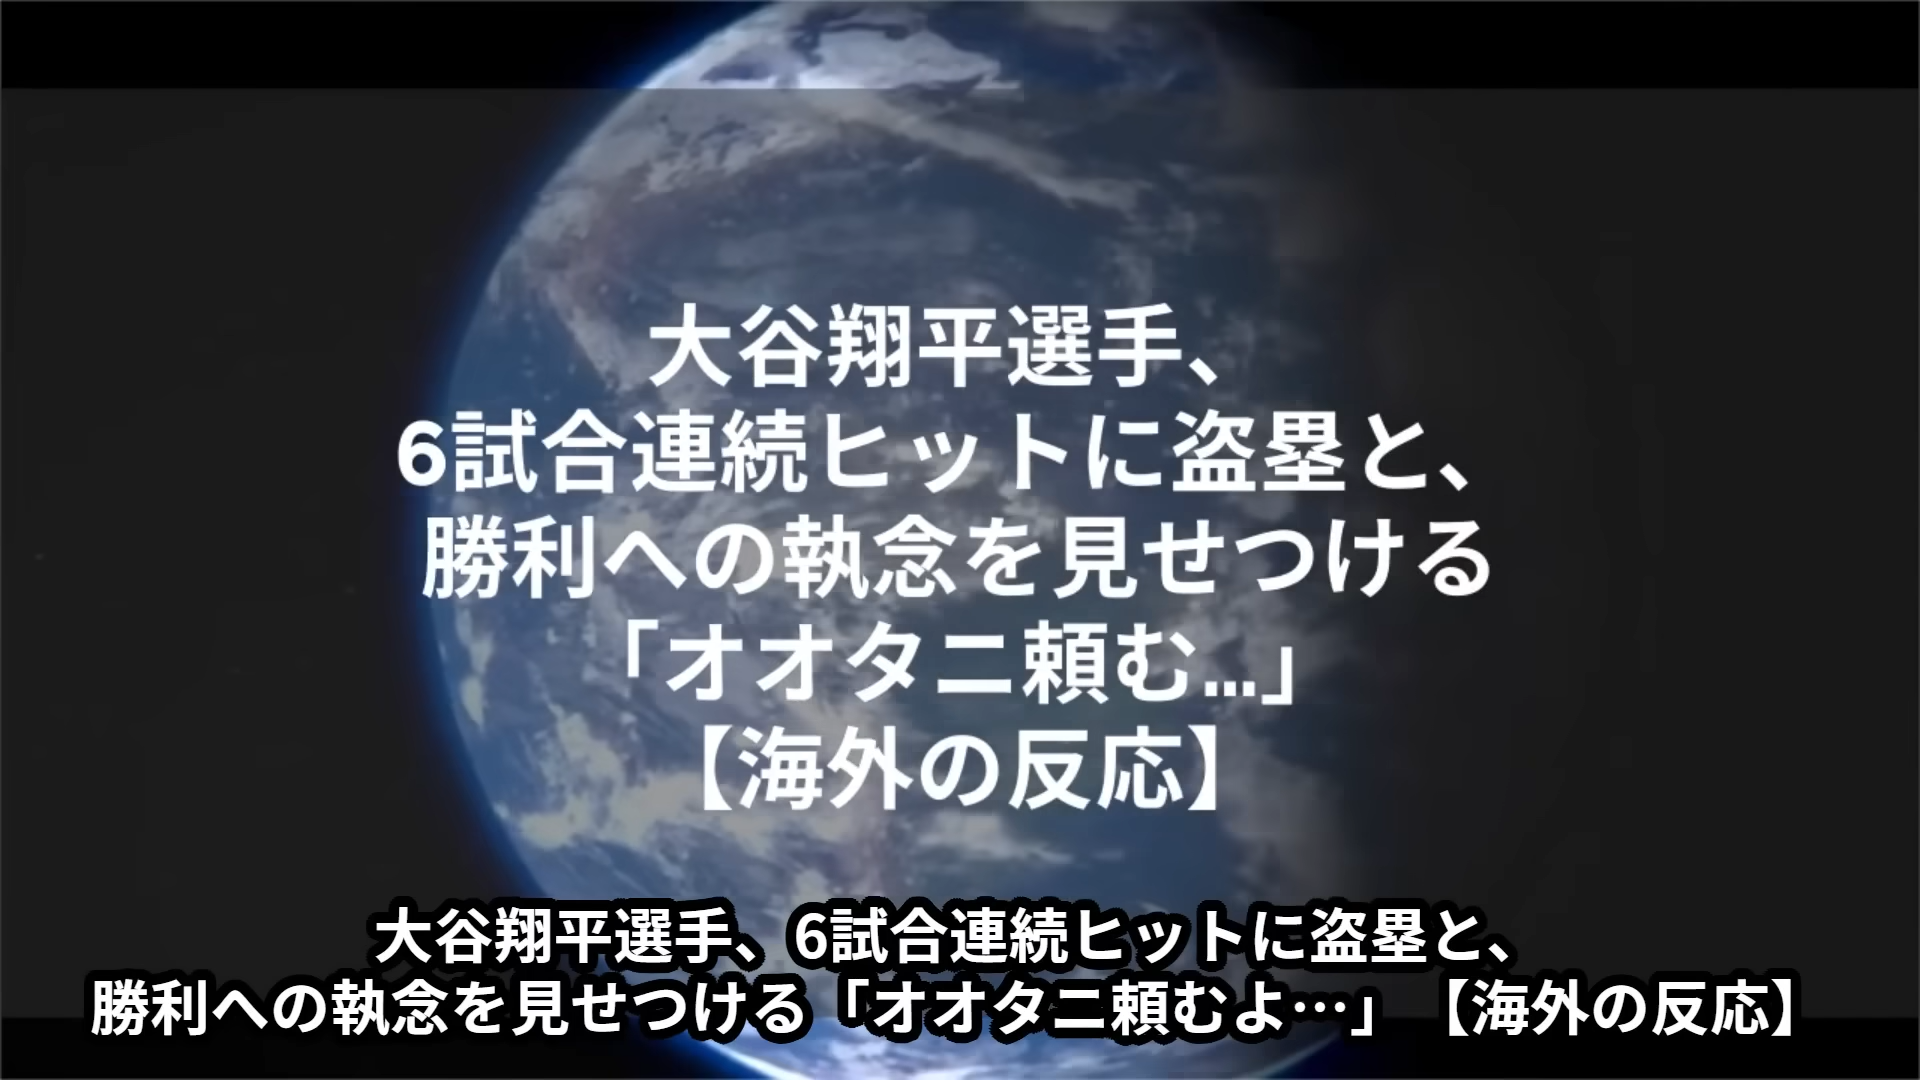 大谷翔平選手、
6試合連続ヒットに盗塁と、
勝利への執念を見せつける
「オオタニ頼む...」
【海外の反応】
大谷翔平選手、6試合連続ヒットに盗塁と、
勝利への執念を見せつける「オオタニ頼むよ…」【海外の反応】